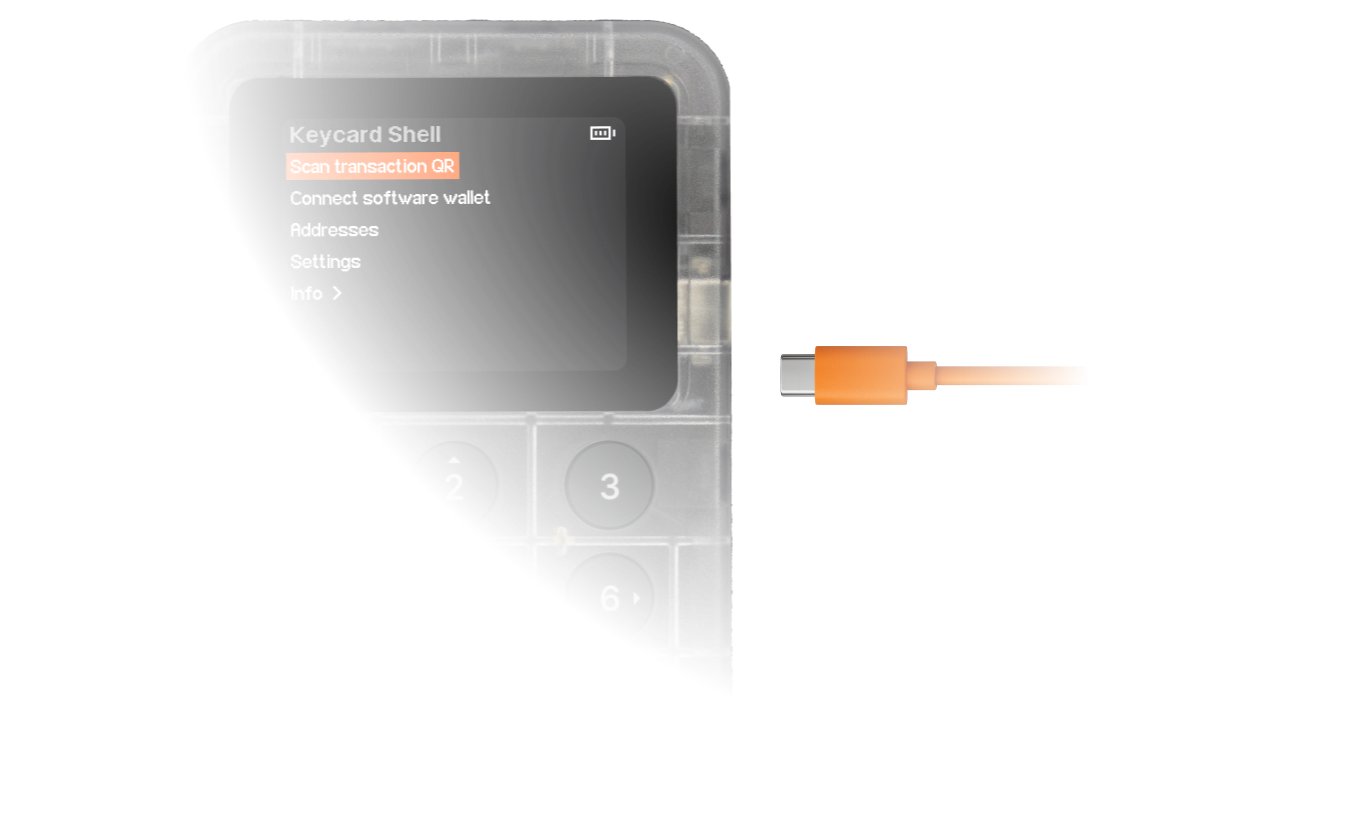 Keycard Shell
Scan transaction QR
Connect software wallet
Addresses
Settings
Info >
2
3
6